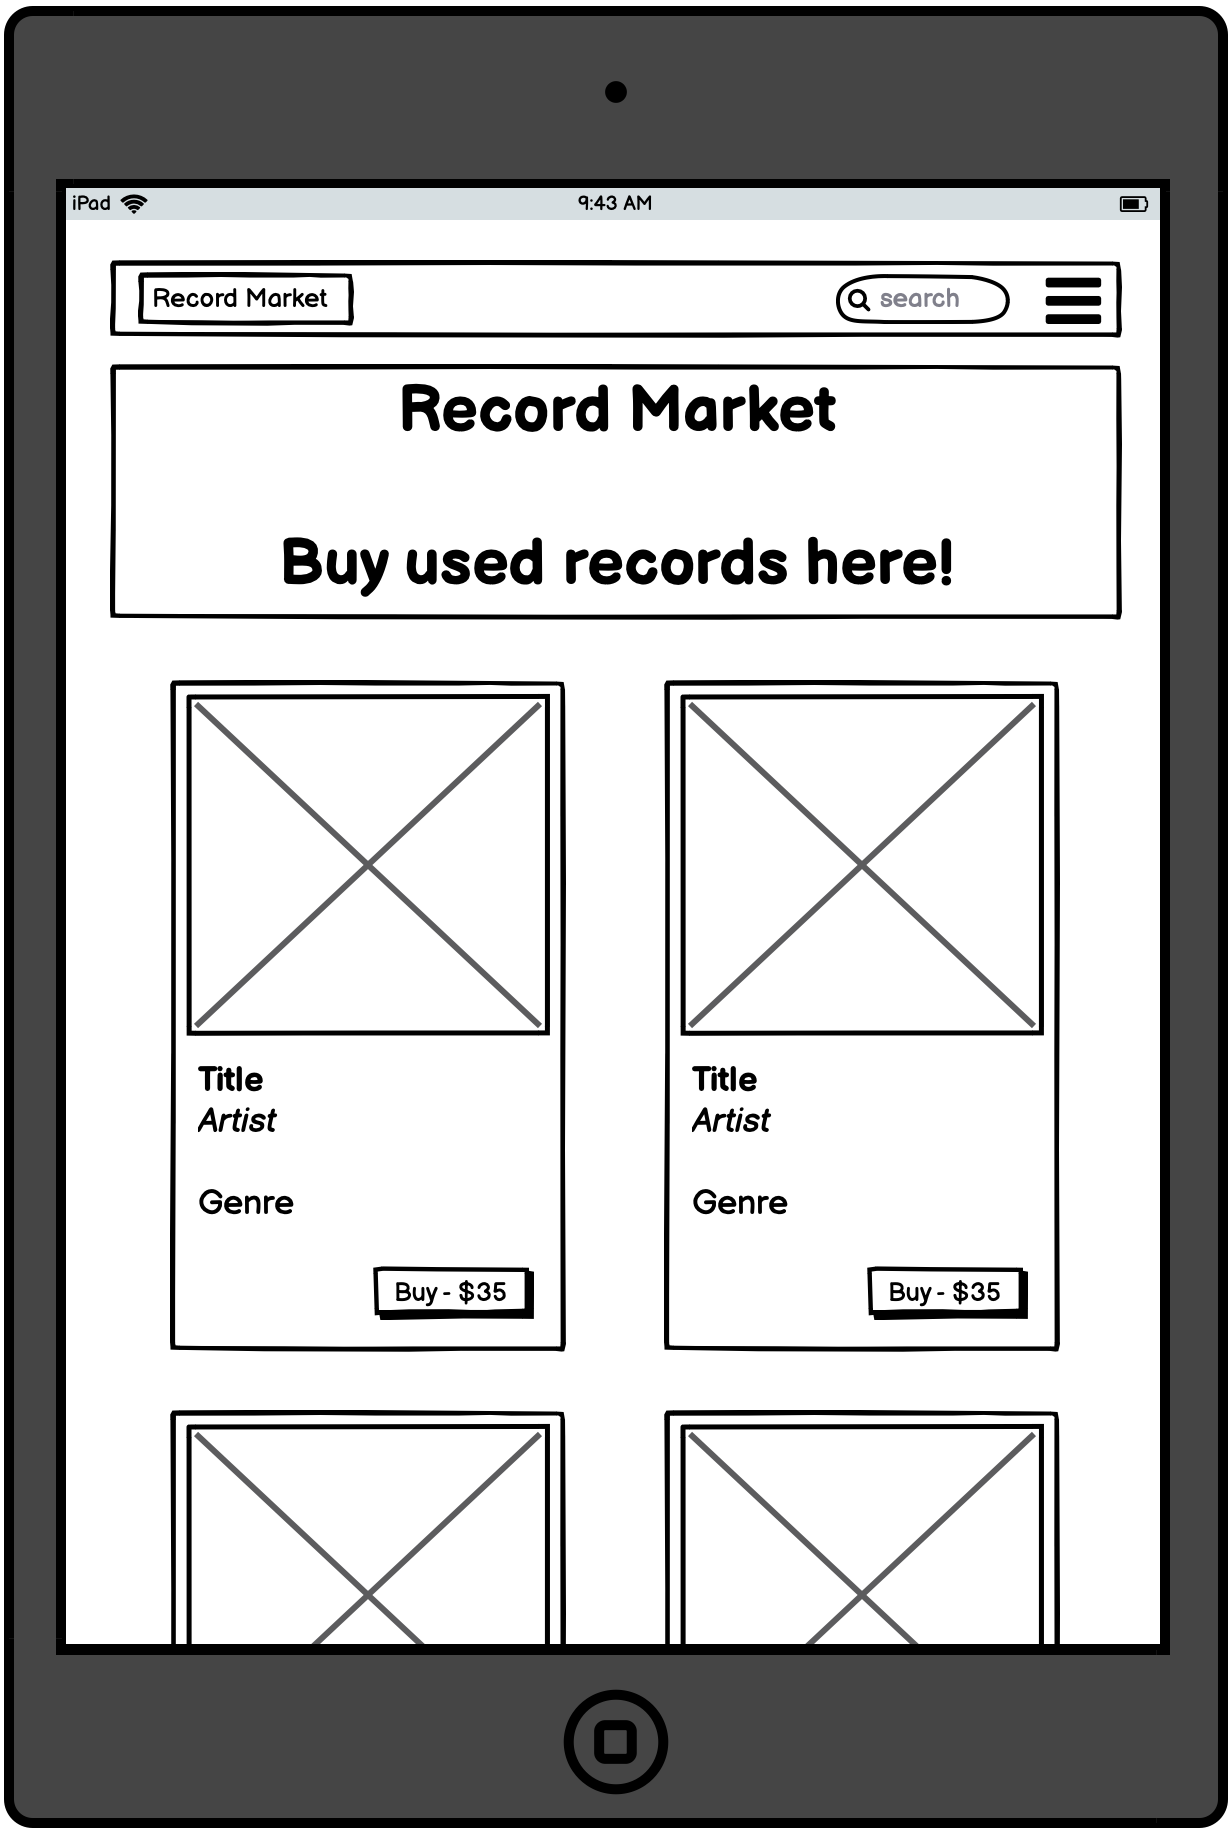 iPad 9:43 AM
Record Market search
Record Market
Buy used records here!
Title Title
Artist Artist
Genre Genre
Buy - $35 Buy - $35